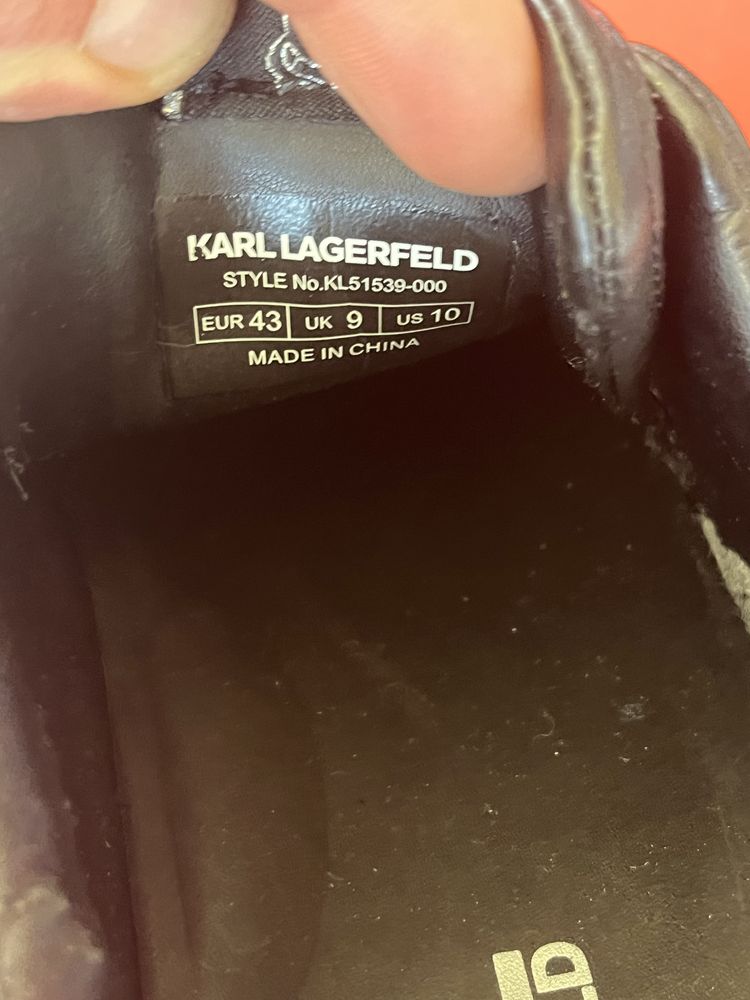 KARL LAGERFELD
STYLE No.KL51539-000
EUR 43 UK 9 US 10
MADE IN CHINA